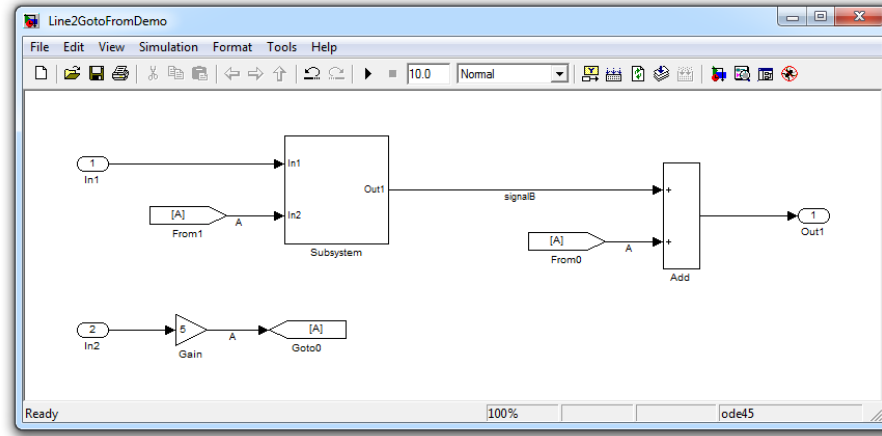 Line2GotoFromDemo
File Edit View Simulation Format Tools Help
10.0 Normal
1
In1
In1
Out1
In2
[A]
A
From1
Subsystem
signalB
+
[A]
A
+
From0
Add
1
Out1
2
In2
5
Gain
A
[A]
Goto0
Ready 100% ode45